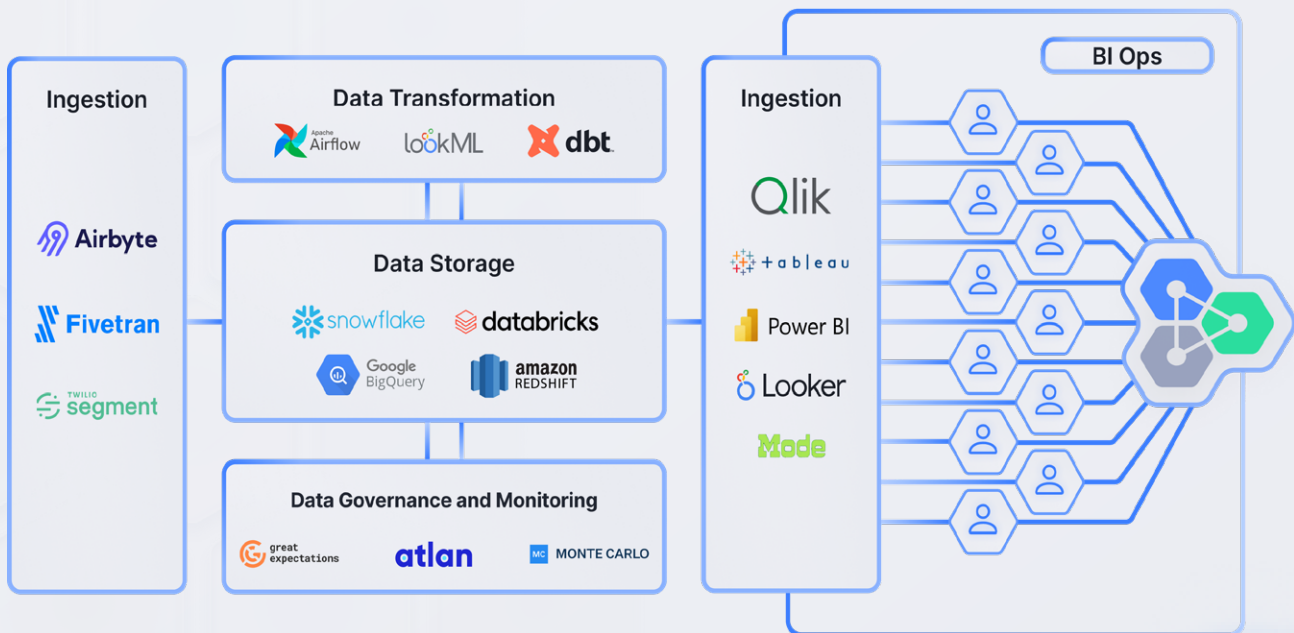 Ingestion
Airbyte
Fivetran
TWILIO
segment
Data Transformation
Apache
Airflow
lookML
dbt
Data Storage
snowflake
databricks
Google
BigQuery
amazon
REDSHIFT
Data Governance and Monitoring
great
expectations
atlan
MC MONTE CARLO
Ingestion
Qlik
+ableau
Power BI
Looker
Mode
BI Ops